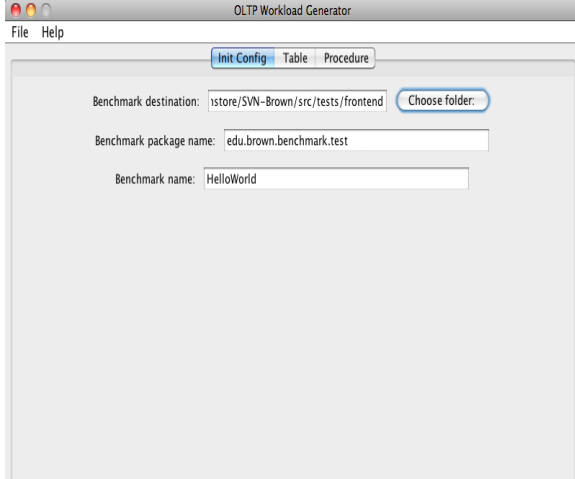 OLTP Workload Generator
File Help
Init Config Table Procedure
Benchmark destination: nstore/SVN-Brown/src/tests/frontend Choose folder:
Benchmark package name: edu.brown.benchmark.test
Benchmark name: HelloWorld